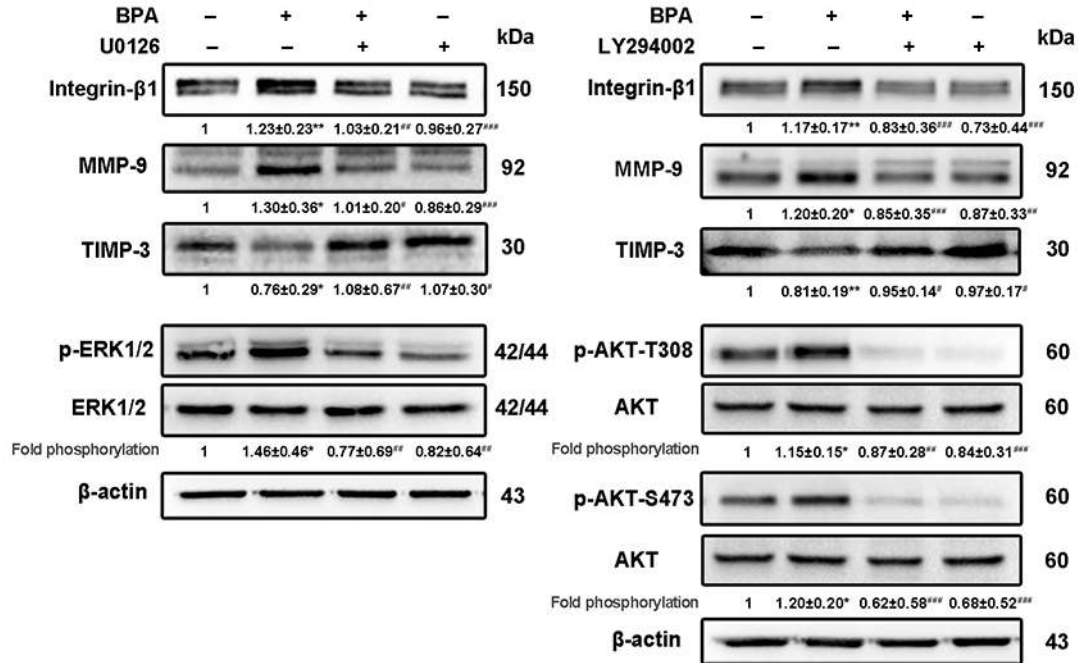 BPA – + + –
U0126 – – + + kDa
Integrin-β1 150
1 1.23±0.23** 1.03±0.21## 0.96±0.27###
MMP-9 92
1 1.30±0.36* 1.01±0.20# 0.86±0.29###
TIMP-3 30
1 0.76±0.29* 1.08±0.67## 1.07±0.30#
p-ERK1/2 42/44
ERK1/2 42/44
Fold phosphorylation 1 1.46±0.46* 0.77±0.69## 0.82±0.64##
β-actin 43
BPA – + + –
LY294002 – – + + kDa
Integrin-β1 150
1 1.17±0.17** 0.83±0.36### 0.73±0.44###
MMP-9 92
1 1.20±0.20* 0.85±0.35### 0.87±0.33##
TIMP-3 30
1 0.81±0.19** 0.95±0.14# 0.97±0.17#
p-AKT-T308 60
AKT 60
Fold phosphorylation 1 1.15±0.15* 0.87±0.28## 0.84±0.31###
p-AKT-S473 60
AKT 60
Fold phosphorylation 1 1.20±0.20* 0.62±0.58### 0.68±0.52###
β-actin 43